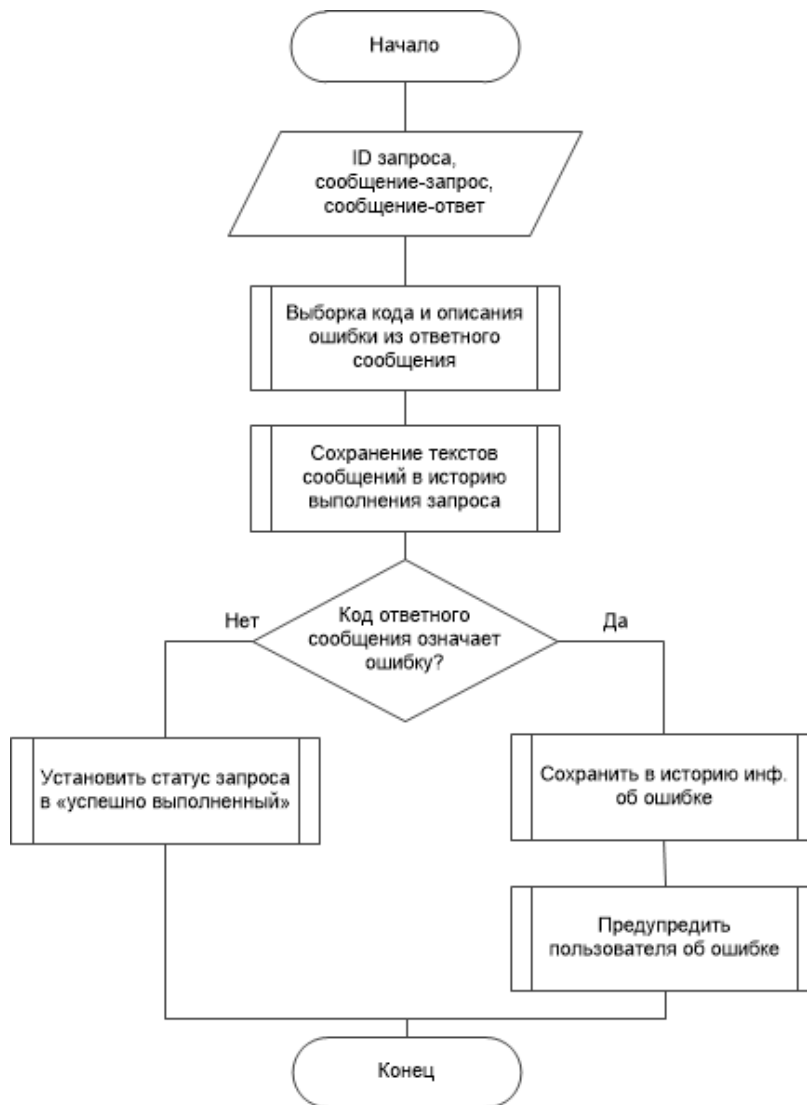 Начало
ID запроса,
сообщение-запрос,
сообщение-ответ
Выборка кода и описания
ошибки из ответного
сообщения
Сохранение текстов
сообщений в историю
выполнения запроса
Нет
Код ответного
сообщения означает
ошибку?
Да
Установить статус запроса
в «успешно выполненный»
Сохранить в историю инф.
об ошибке
Предупредить
пользователя об ошибке
Конец